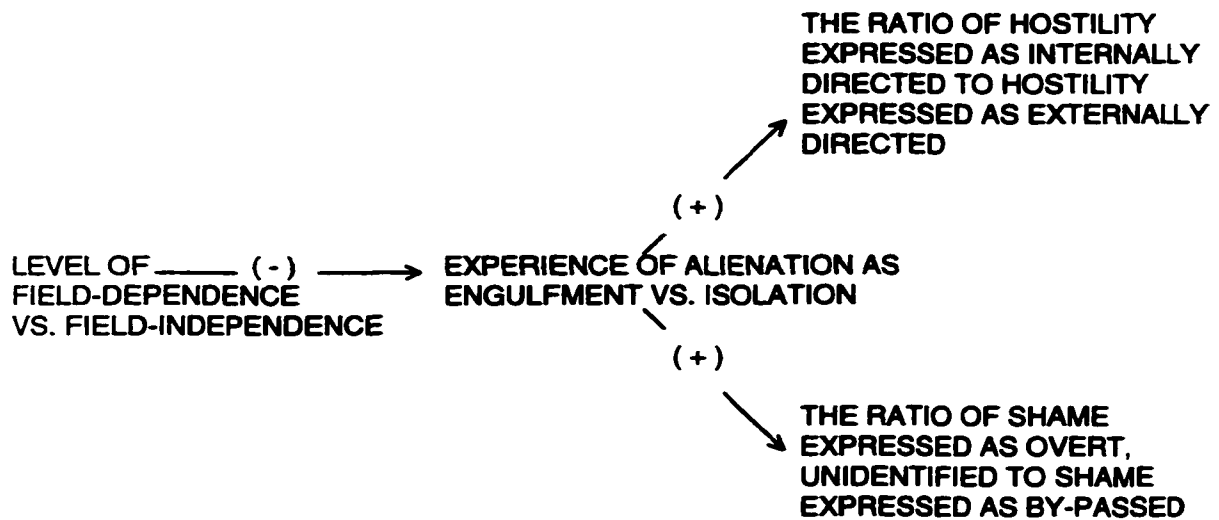 THE RATIO OF HOSTILITY
EXPRESSED AS INTERNALLY
DIRECTED TO HOSTILITY
EXPRESSED AS EXTERNALLY
DIRECTED
(+)
LEVEL OF (-) EXPERIENCE OF ALIENATION AS
FIELD-DEPENDENCE ENGULFMENT VS. ISOLATION
VS. FIELD-INDEPENDENCE
(+)
THE RATIO OF SHAME
EXPRESSED AS OVERT,
UNIDENTIFIED TO SHAME
EXPRESSED AS BY-PASSED